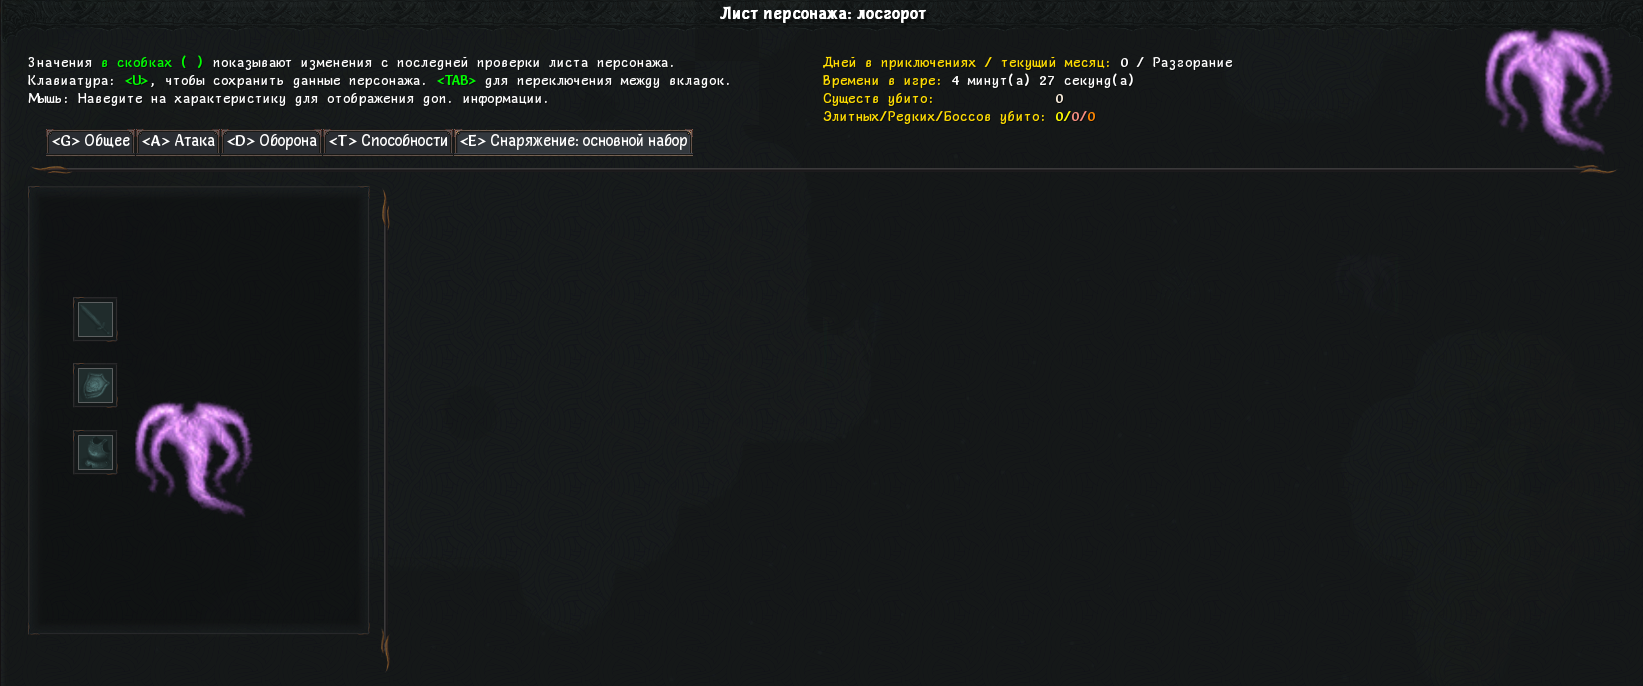 Лист персонажа: лосгорот
Значения в скобках ( ) показывают изменения с последней проверки листа персонажа.
Клавиатура: <U>, чтобы сохранить данные персонажа. <TAB> для переключения между вкладок.
Мышь: Наведите на характеристику для отображения доп. информации.
Дней в приключениях / текущий месяц: 0 / Разгорание
Времени в игре: 4 минут(а) 27 секунд(а)
Существ убито: 0
Элитных/Редких/Боссов убито: 0/0/0
<G> Общее <A> Атака <D> Оборона <T> Способности <E> Снаряжение: основной набор